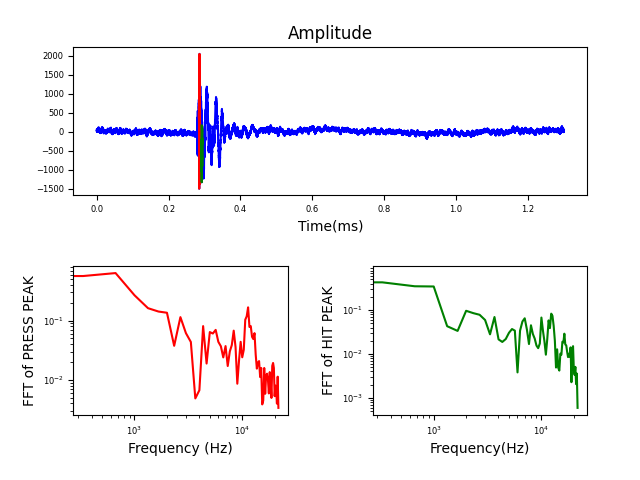 Amplitude
2000
1500
1000
500
0
−500
−1000
−1500
0.0 0.2 0.4 0.6 0.8 1.0 1.2
Time(ms)
FFT of PRESS PEAK
10⁻¹
10⁻²
10³ 10⁴
Frequency (Hz)
FFT of HIT PEAK
10⁻¹
10⁻²
10⁻³
10³ 10⁴
Frequency(Hz)